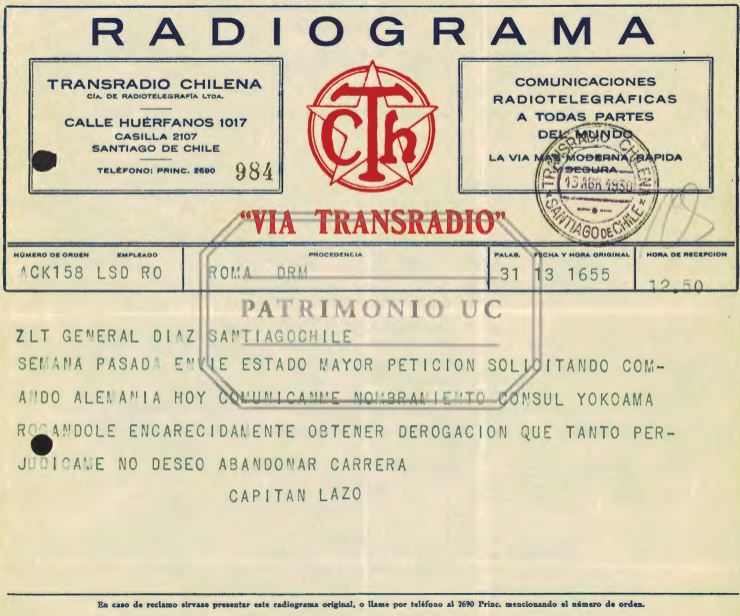 RADIOGRAMA
TRANSRADIO CHILENA
CÍA. DE RADIOTELEGRAFÍA LTDA.
CALLE HUÉRFANOS 1017
CASILLA 2107
SANTIAGO DE CHILE
TELÉFONO: PRINC. 2690
984
CTh
COMUNICACIONES
RADIOTELEGRÁFICAS
A TODAS PARTES
DEL MUNDO
LA VIA MAS MODERNA, RAPIDA
SEGURA
TRANSRADIO CHILENA
13 ABR 1930
SANTIAGO DE CHILE
"VIA TRANSRADIO"
NÚMERO DE ORDEN EMPLEADO PROCEDENCIA PALAB. FECHA Y HORA ORIGINAL HORA DE RECEPCION
ACK158 LSD RO ROMA DRM 31 13 1655 12.50
PATRIMONIO UC
ZLT GENERAL DIAZ SANTIAGOCHILE
SEMANA PASADA ENVIE ESTADO MAYOR PETICION SOLICITANDO COM-
ANDO ALEMANIA HOY COMUNICANME NOMBRAMIENTO CONSUL YOKOAMA
ROGANDOLE ENCARECIDAMENTE OBTENER DEROGACION QUE TANTO PER-
JUDICAME NO DESEO ABANDONAR CARRERA
CAPITAN LAZO
En caso de reclamo sirvase presentar este radiograma original, o llame por teléfono al 2690 Princ. mencionando el número de orden.